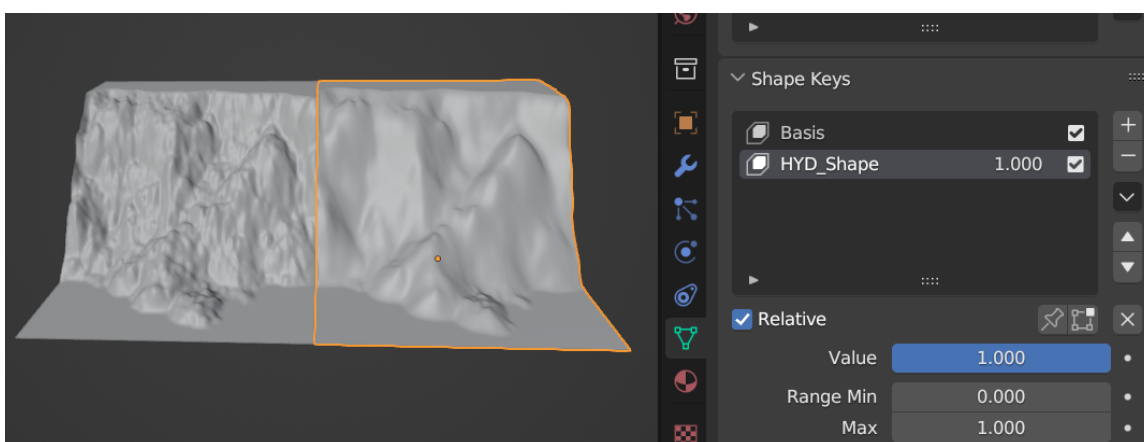 Shape Keys
Basis
HYD_Shape 1.000
Relative
Value 1.000
Range Min 0.000
Max 1.000